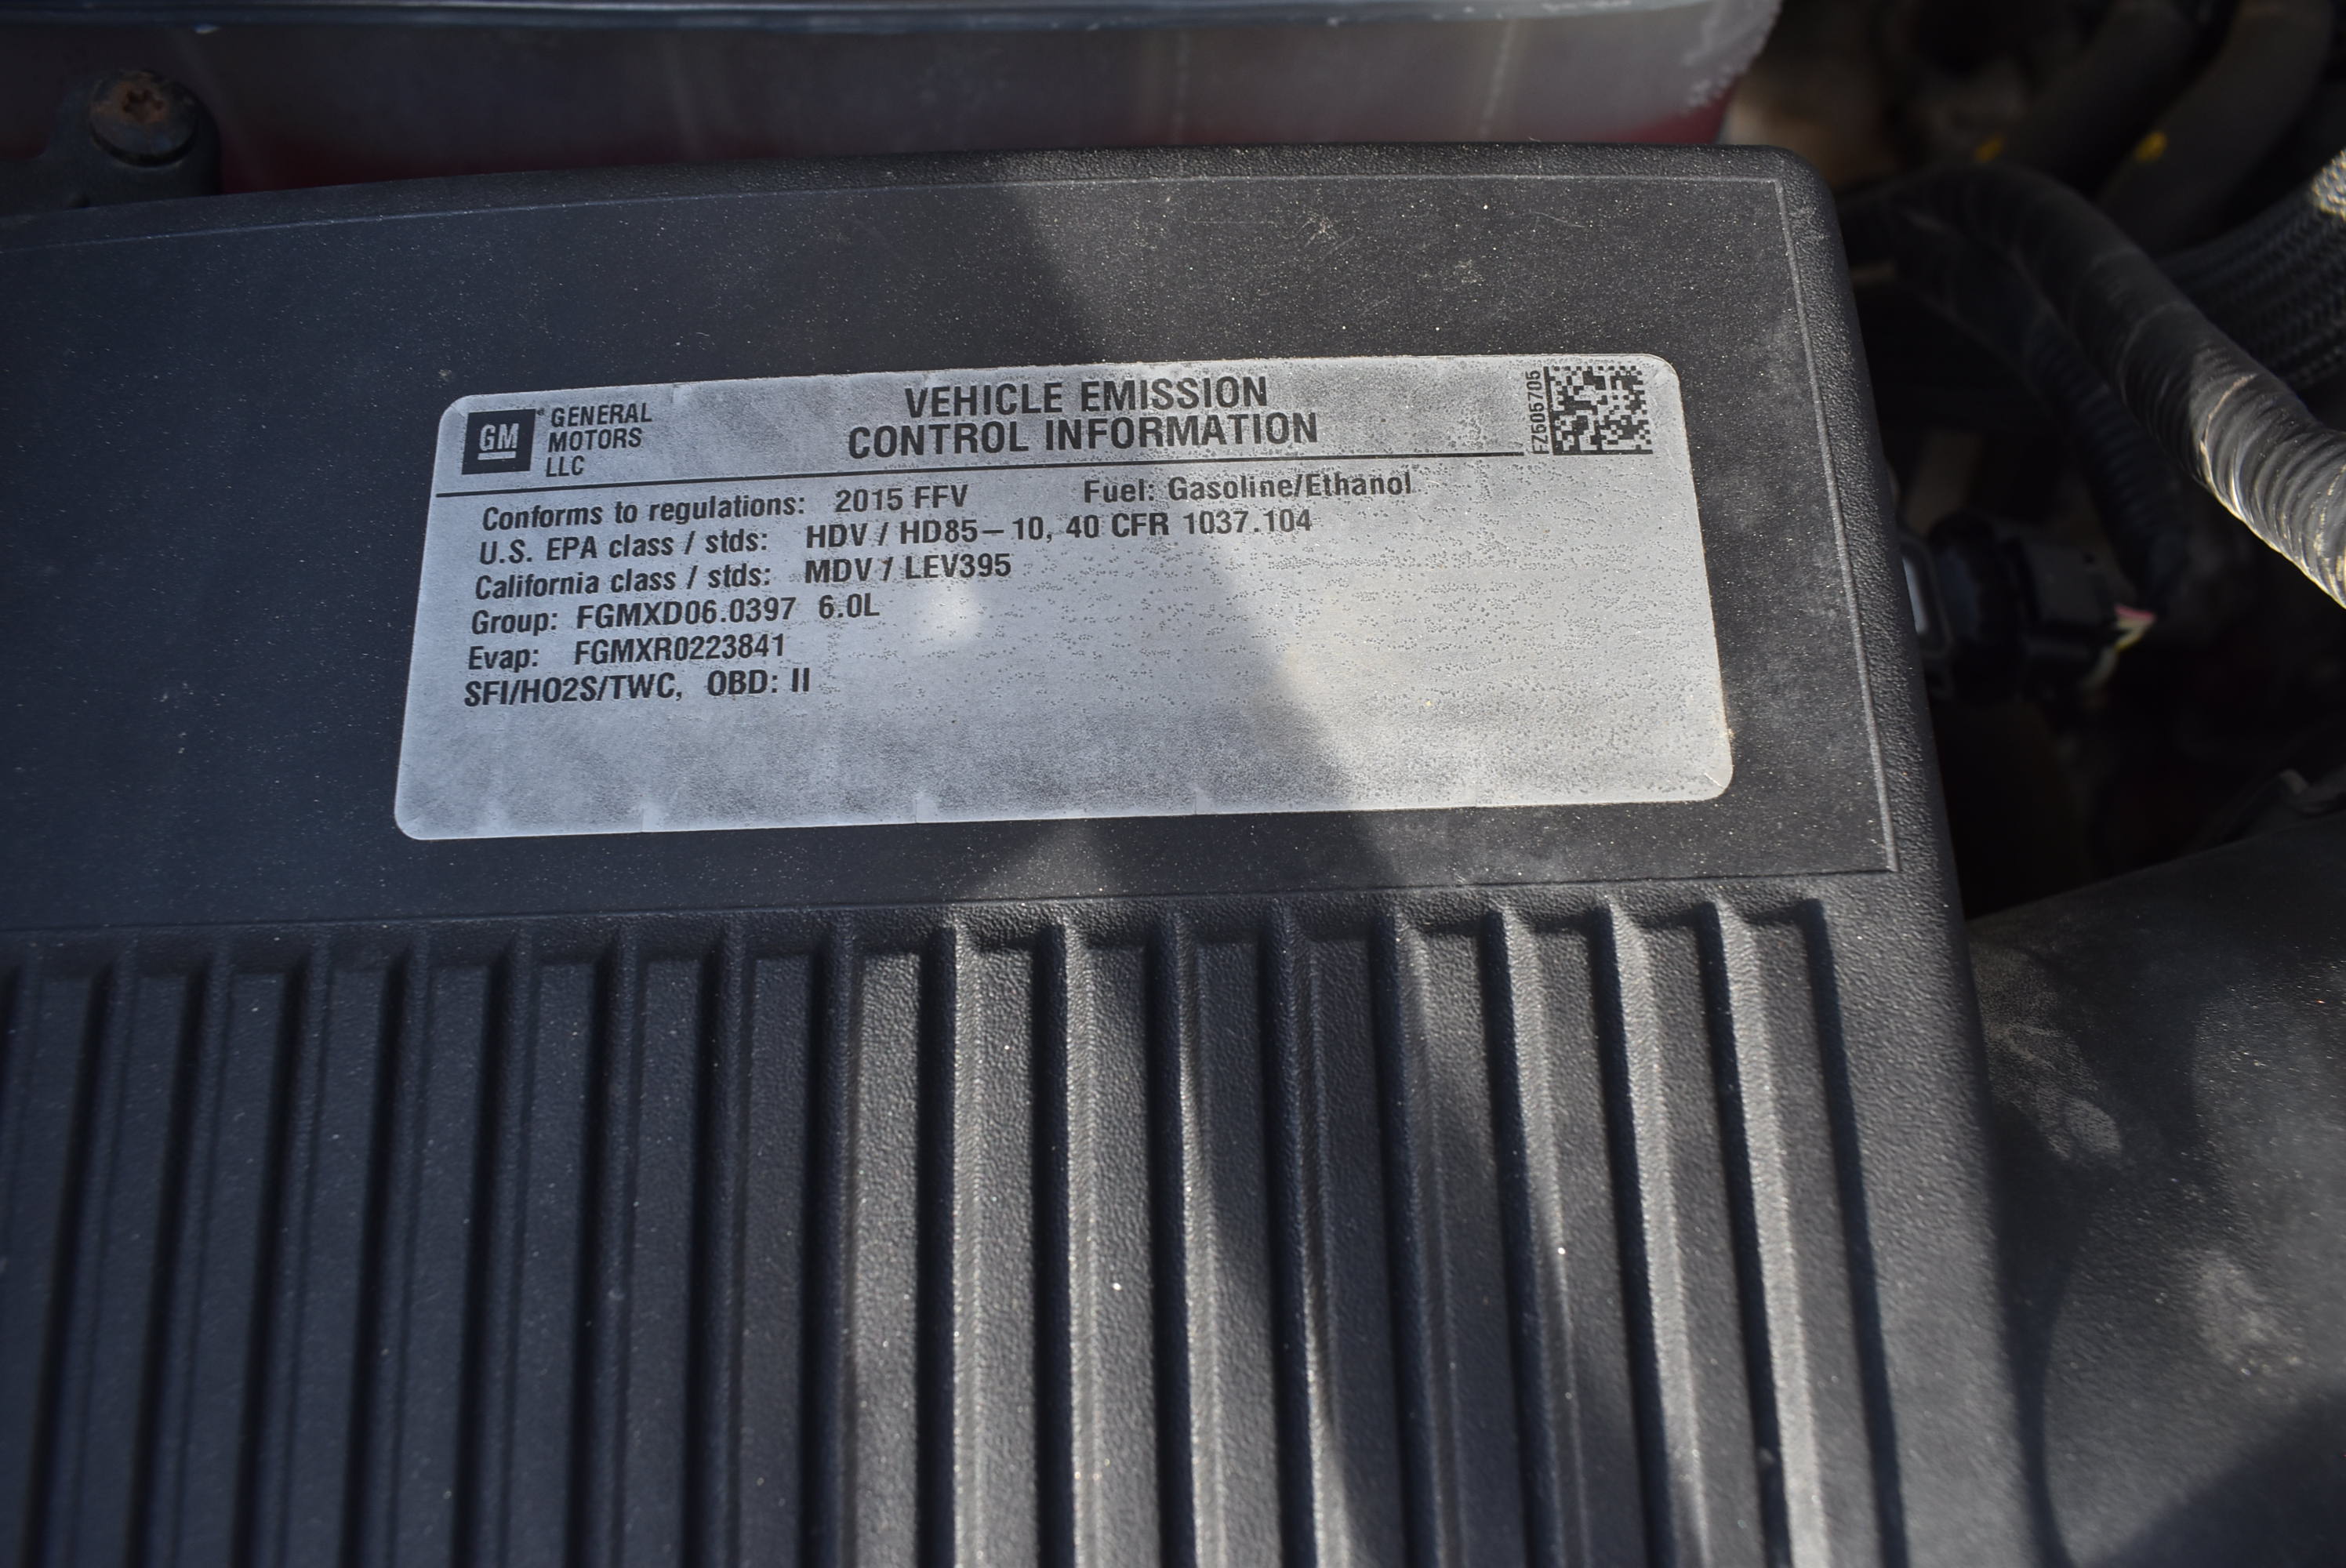 GM
GENERAL
MOTORS
LLC
VEHICLE EMISSION
CONTROL INFORMATION
FZ605705
Conforms to regulations: 2015 FFV Fuel: Gasoline/Ethanol
U.S. EPA class / stds: HDV / HD85-10, 40 CFR 1037.104
California class / stds: MDV / LEV395
Group: FGMXD06.0397 6.0L
Evap: FGMXR0223841
SFI/HO2S/TWC, OBD: II